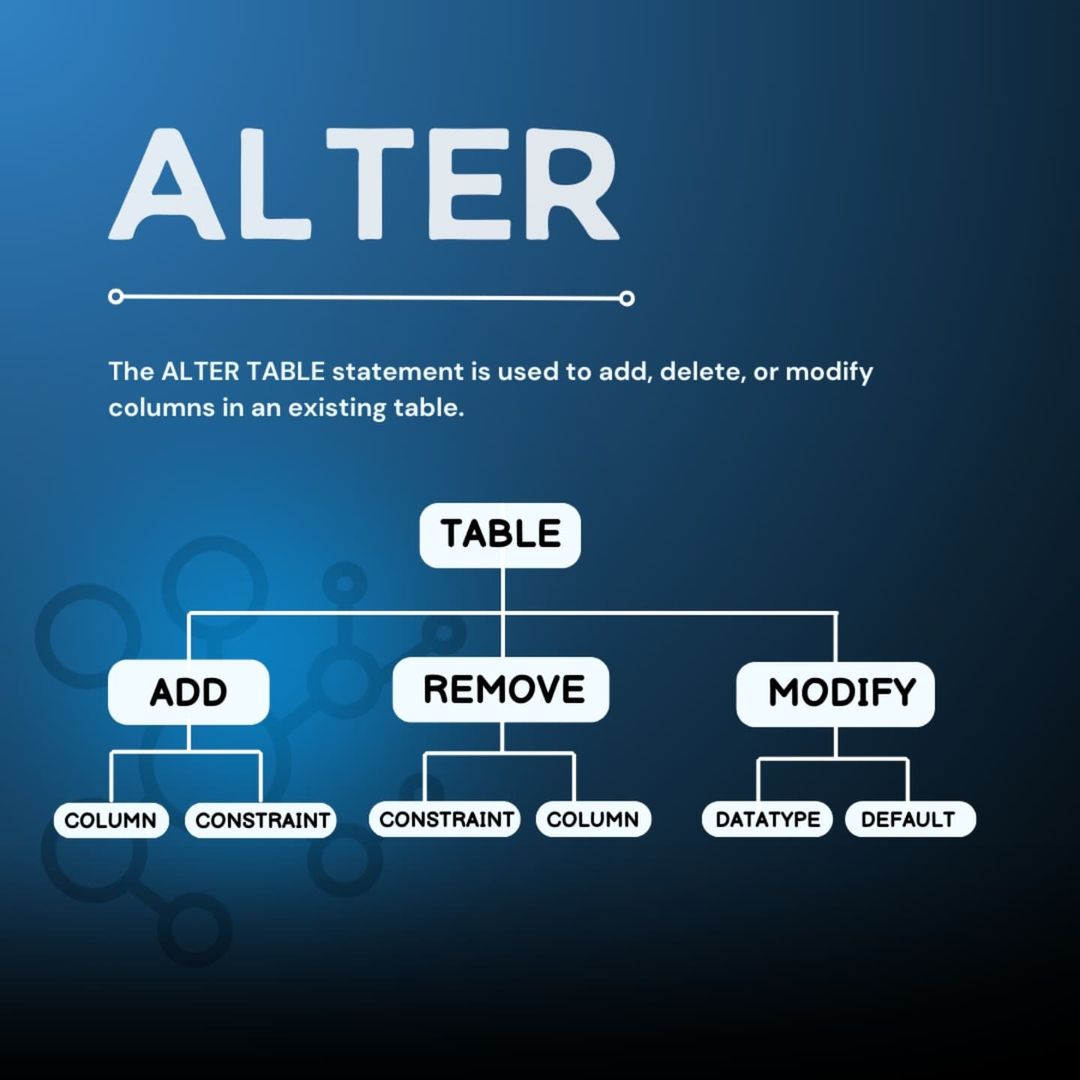 ALTER
The ALTER TABLE statement is used to add, delete, or modify
columns in an existing table.
TABLE
ADD
REMOVE
MODIFY
COLUMN
CONSTRAINT
CONSTRAINT
COLUMN
DATATYPE
DEFAULT